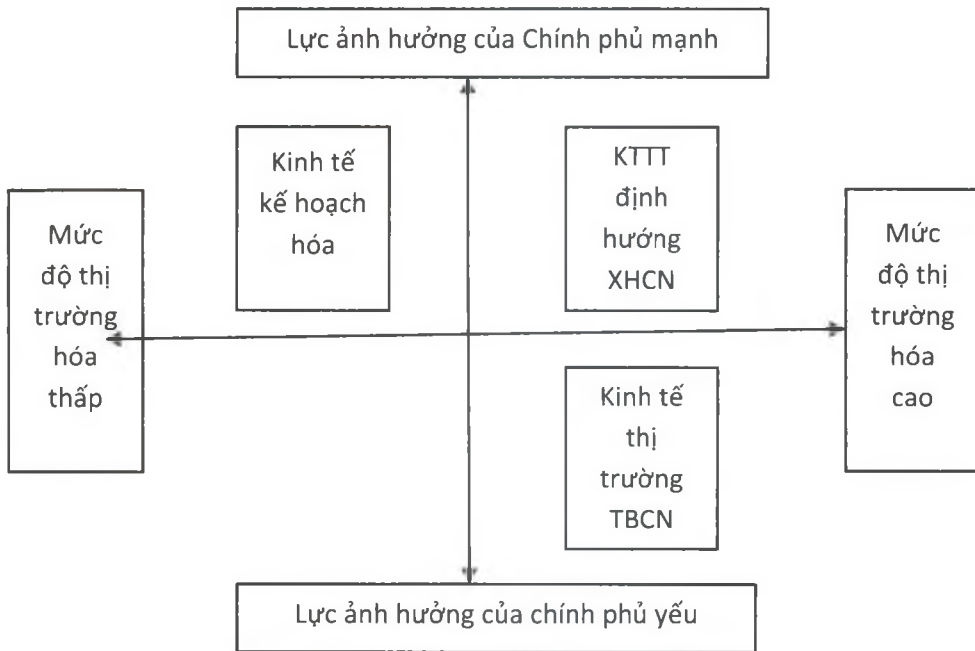 Lực ảnh hưởng của Chính phủ mạnh
Kinh tế
kế hoạch
hóa
KTTT
định
hướng
XHCN
Mức
độ thị
trường
hóa
thấp
Mức
độ thị
trường
hóa
cao
Kinh tế
thị
trường
TBCN
Lực ảnh hưởng của chính phủ yếu